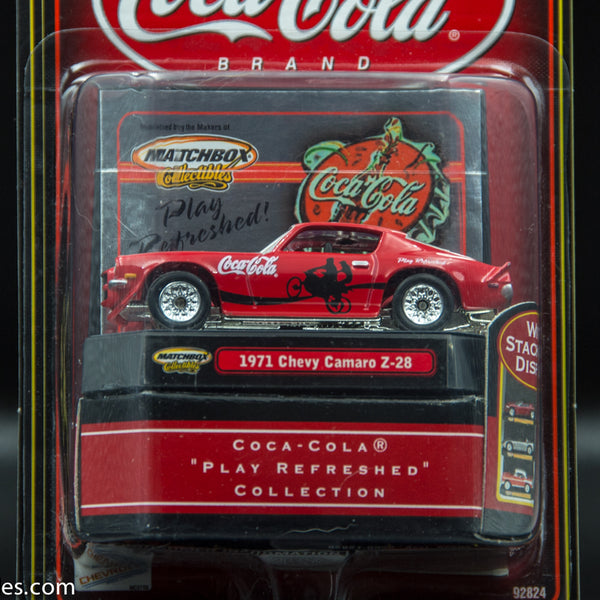 Coca-Cola®
BRAND
MATCHBOX
Collectibles
Coca-Cola
Play
Refreshed!
Coca-Cola
MATCHBOX
Collectibles
1971 Chevy Camaro Z-28
COCA-COLA®
"PLAY REFRESHED"
COLLECTION
92824
es.com